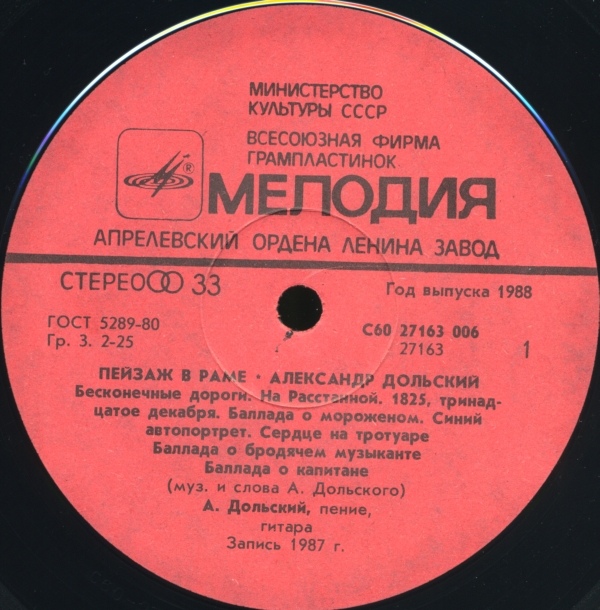 МИНИСТЕРСТВО
КУЛЬТУРЫ СССР
ВСЕСОЮЗНАЯ ФИРМА
ГРАМПЛАСТИНОК
®
МЕЛОДИЯ
АПРЕЛЕВСКИЙ ОРДЕНА ЛЕНИНА ЗАВОД
СТЕРЕО 33
Год выпуска 1988
ГОСТ 5289-80
Гр. 3. 2-25
С60 27163 006
27163
1
ПЕЙЗАЖ В РАМЕ • АЛЕКСАНДР ДОЛЬСКИЙ
Бесконечные дороги. На Расстанной. 1825, тринад-
цатое декабря. Баллада о мороженом. Синий
автопортрет. Сердце на тротуаре
Баллада о бродячем музыканте
Баллада о капитане
(муз. и слова А. Дольского)
А. Дольский, пение,
гитара
Запись 1987 г.